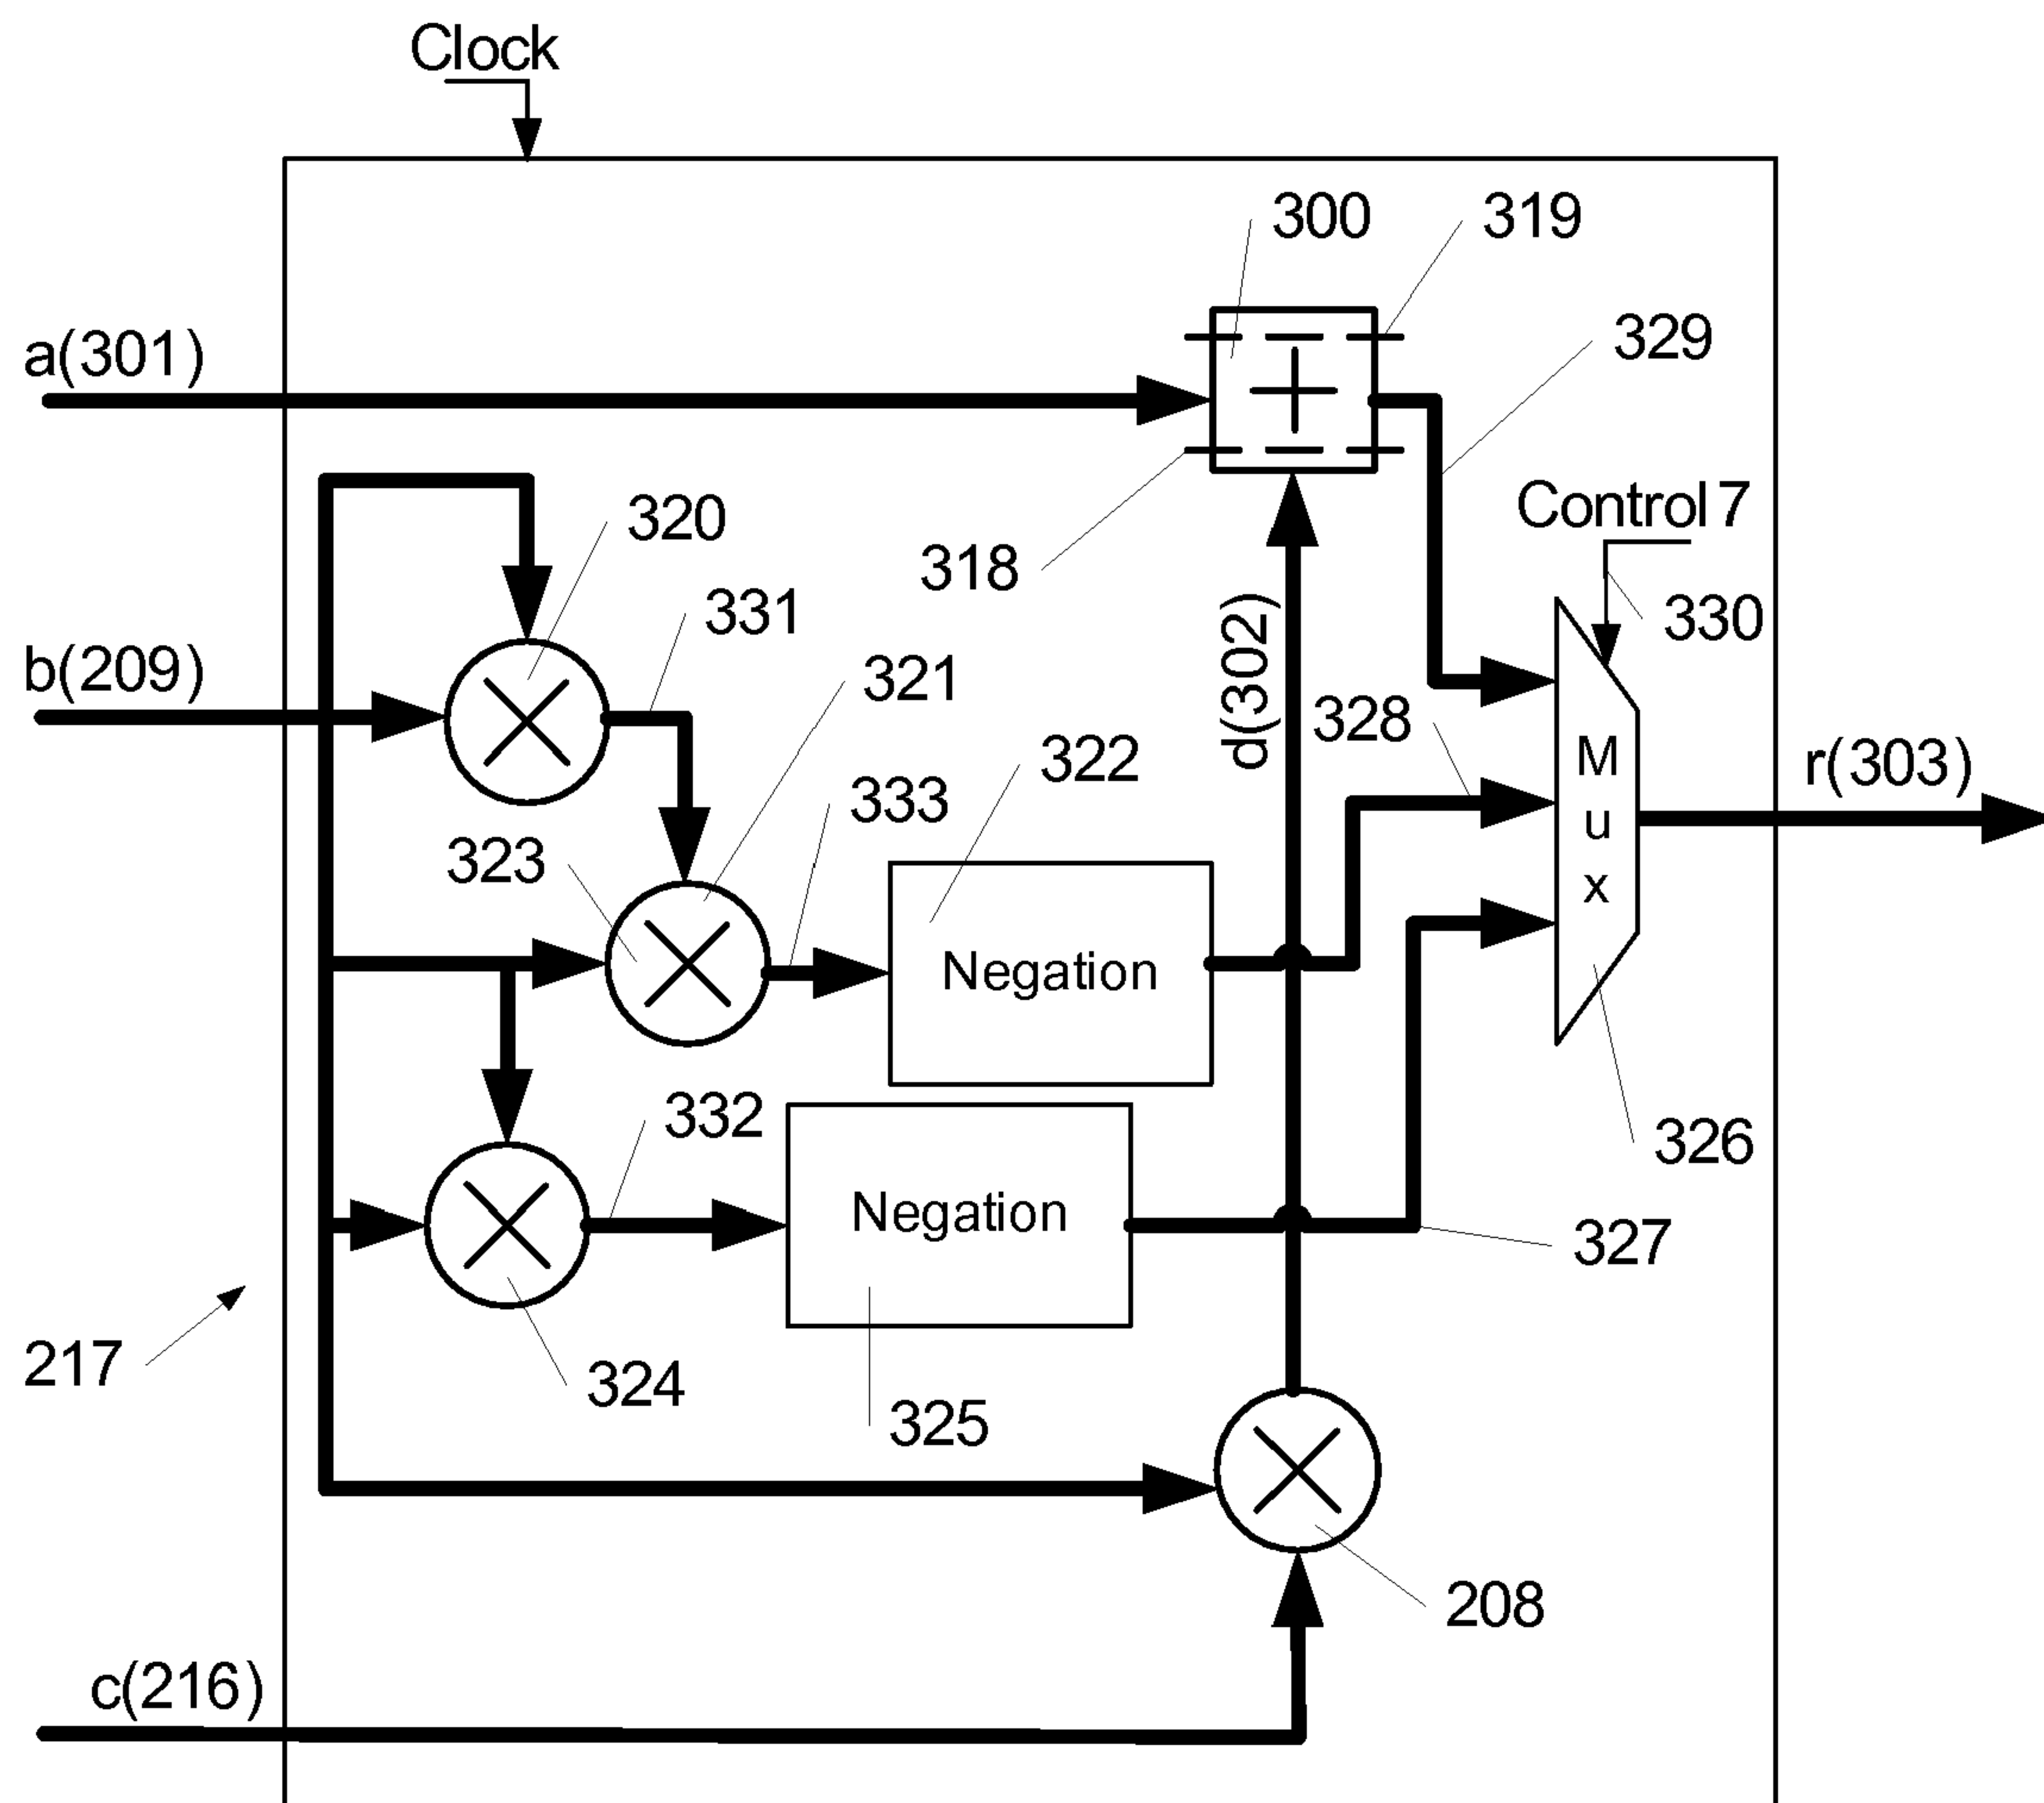 Clock
300
319
329
a(301)
Control 7
320
318
331
330
b(209)
321
d(302)
328
322
M
u
x
r(303)
333
323
Negation
332
326
Negation
327
217
324
325
208
c(216)